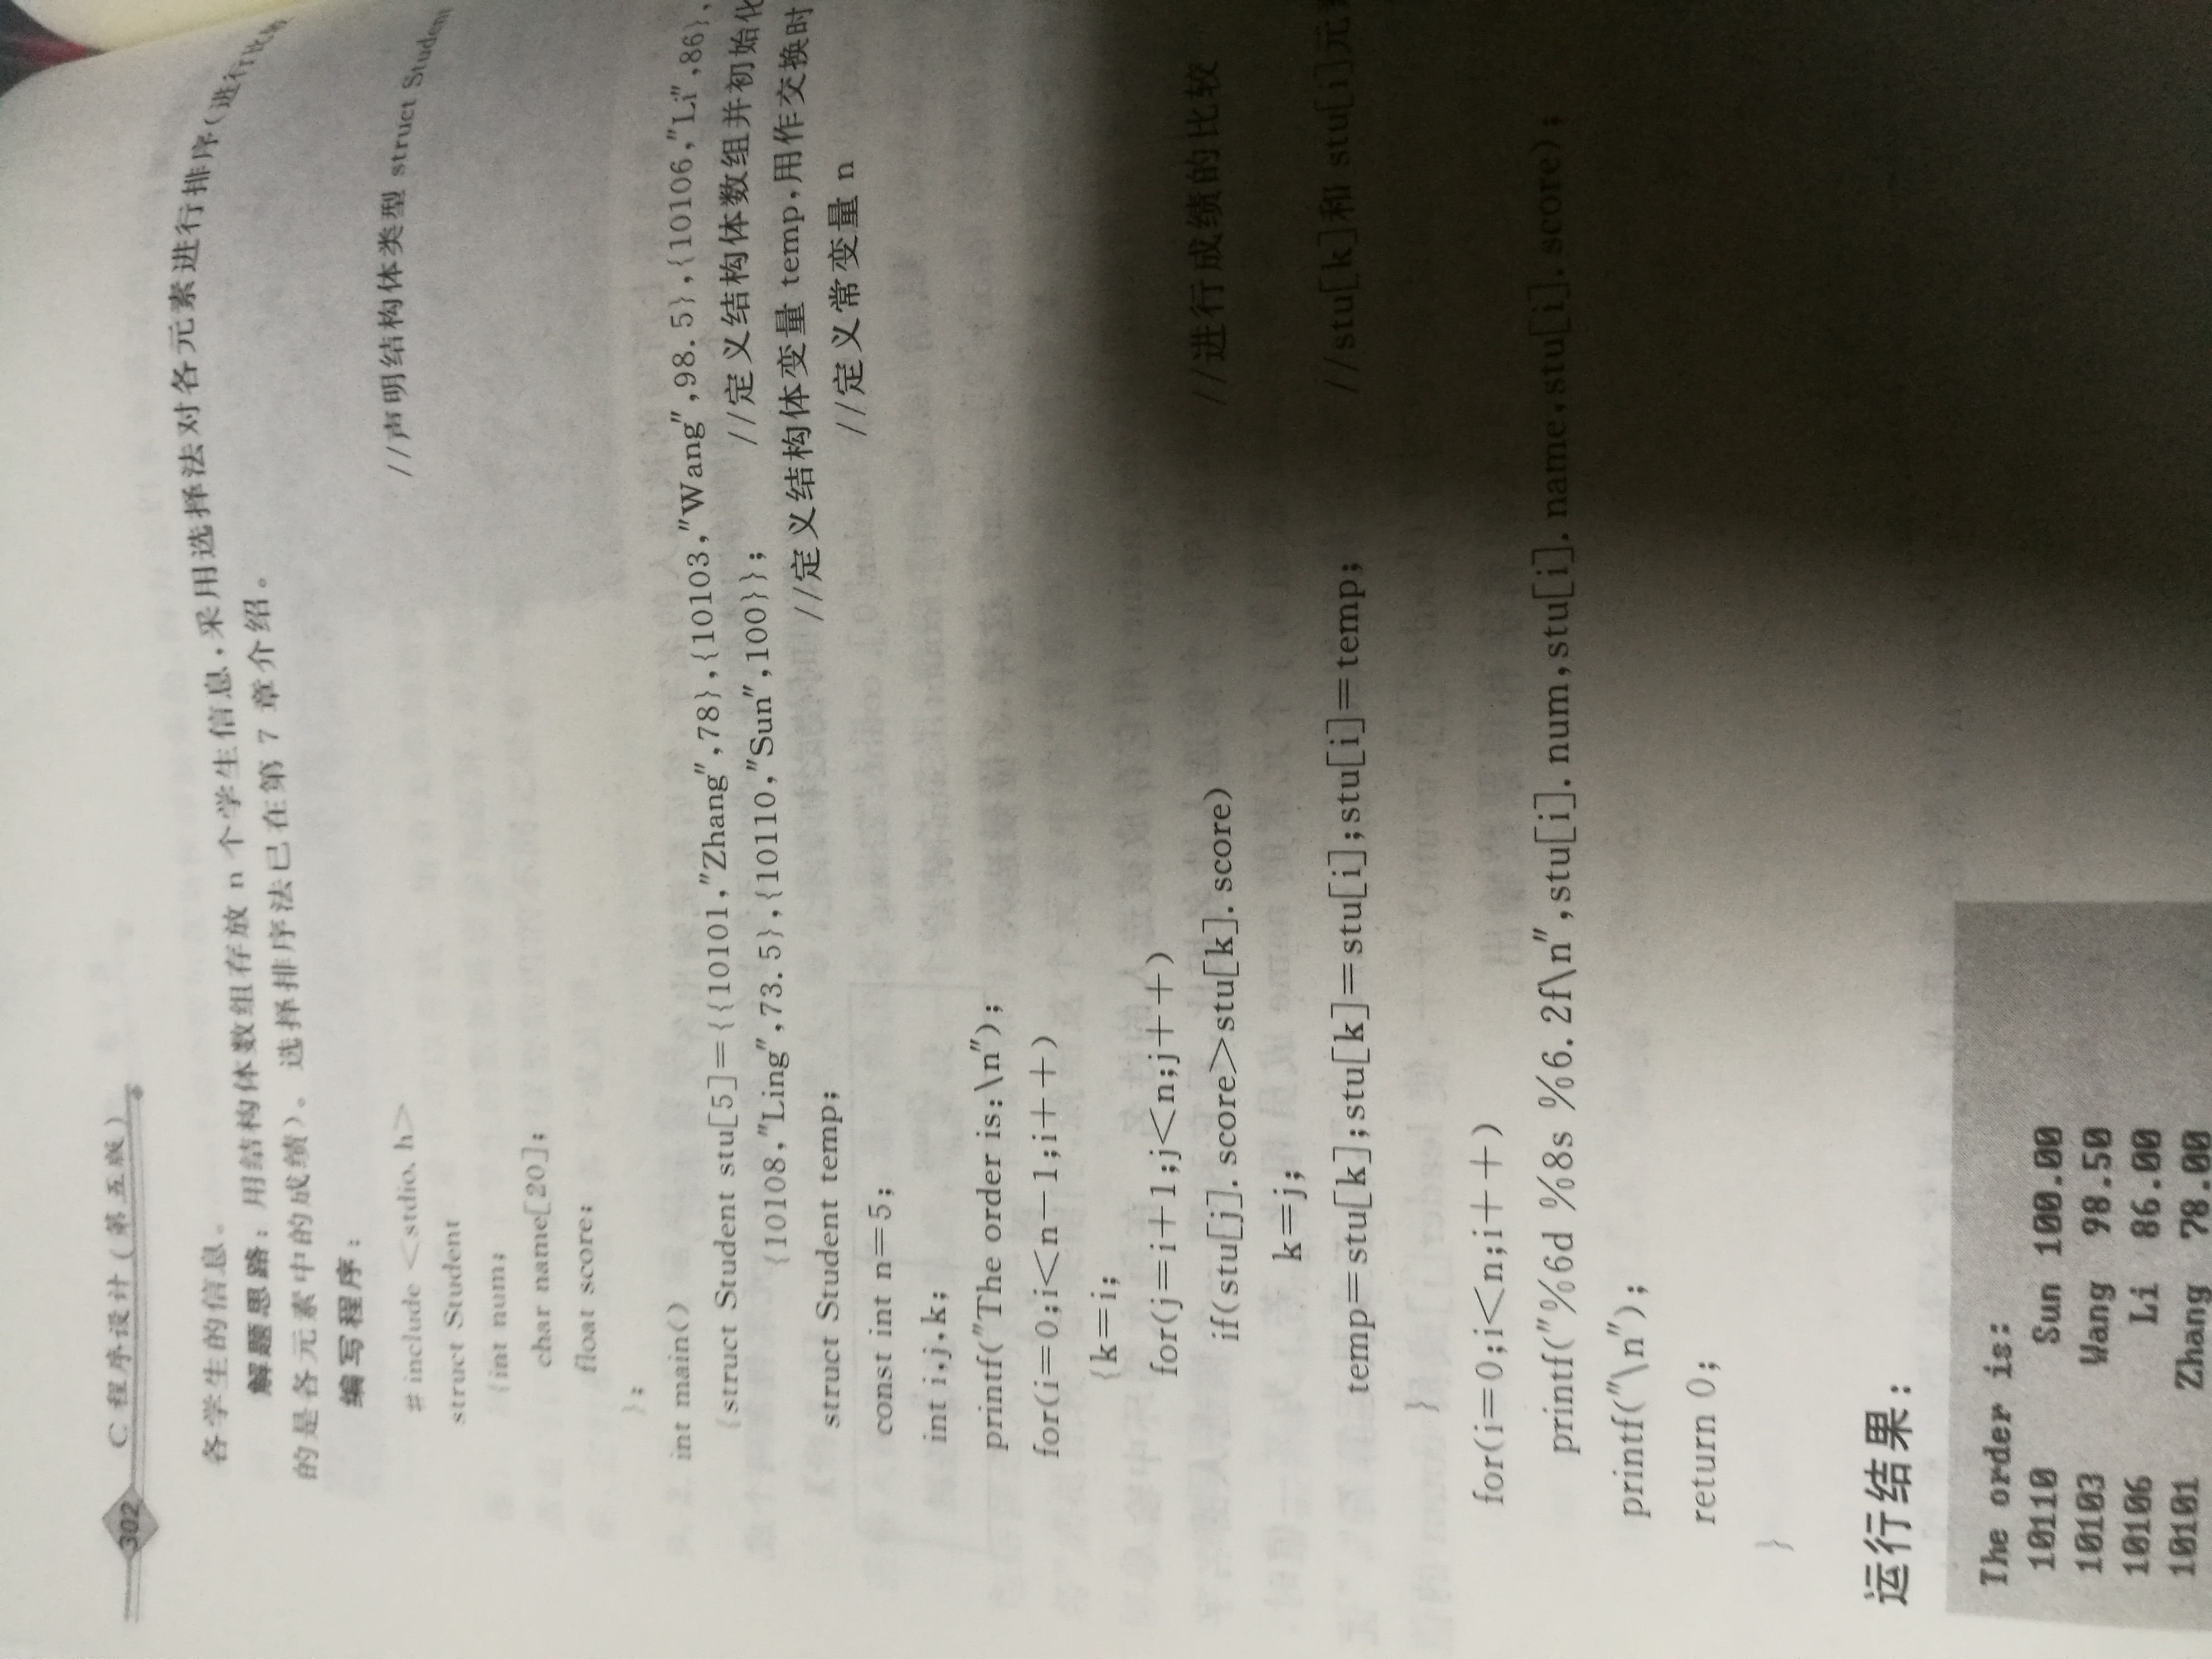 302 C 程序设计(第五版)
各学生的信息。
解题思路:用结构体数组存放 n 个学生信息,采用选择法对各元素进行排序(进行比较
的是各元素中的成绩)。选择排序法已在第 7 章介绍。
编写程序:
# include <stdio.h>
struct Student //声明结构体类型 struct Student
{int num;
char name[20];
float score;
};
int main()
{struct Student stu[5]={{10101,"Zhang",78},{10103,"Wang",98.5},{10106,"Li",86},
{10108,"Ling",73.5},{10110,"Sun",100}}; //定义结构体数组并初始化
struct Student temp; //定义结构体变量 temp,用作交换时
const int n=5; //定义常变量 n
int i,j,k;
printf("The order is:\n");
for(i=0;i<n-1;i++)
{k=i;
for(j=i+1;j<n;j++)
if(stu[j].score>stu[k].score) //进行成绩的比较
k=j;
temp=stu[k];stu[k]=stu[i];stu[i]=temp; //stu[k]和 stu[i]元
}
for(i=0;i<n;i++)
printf("%6d %8s %6.2f\n",stu[i].num,stu[i].name,stu[i].score);
printf("\n");
return 0;
}
运行结果:
The order is:
10110 Sun 100.00
10103 Wang 98.50
10106 Li 86.00
10101 Zhang 78.00